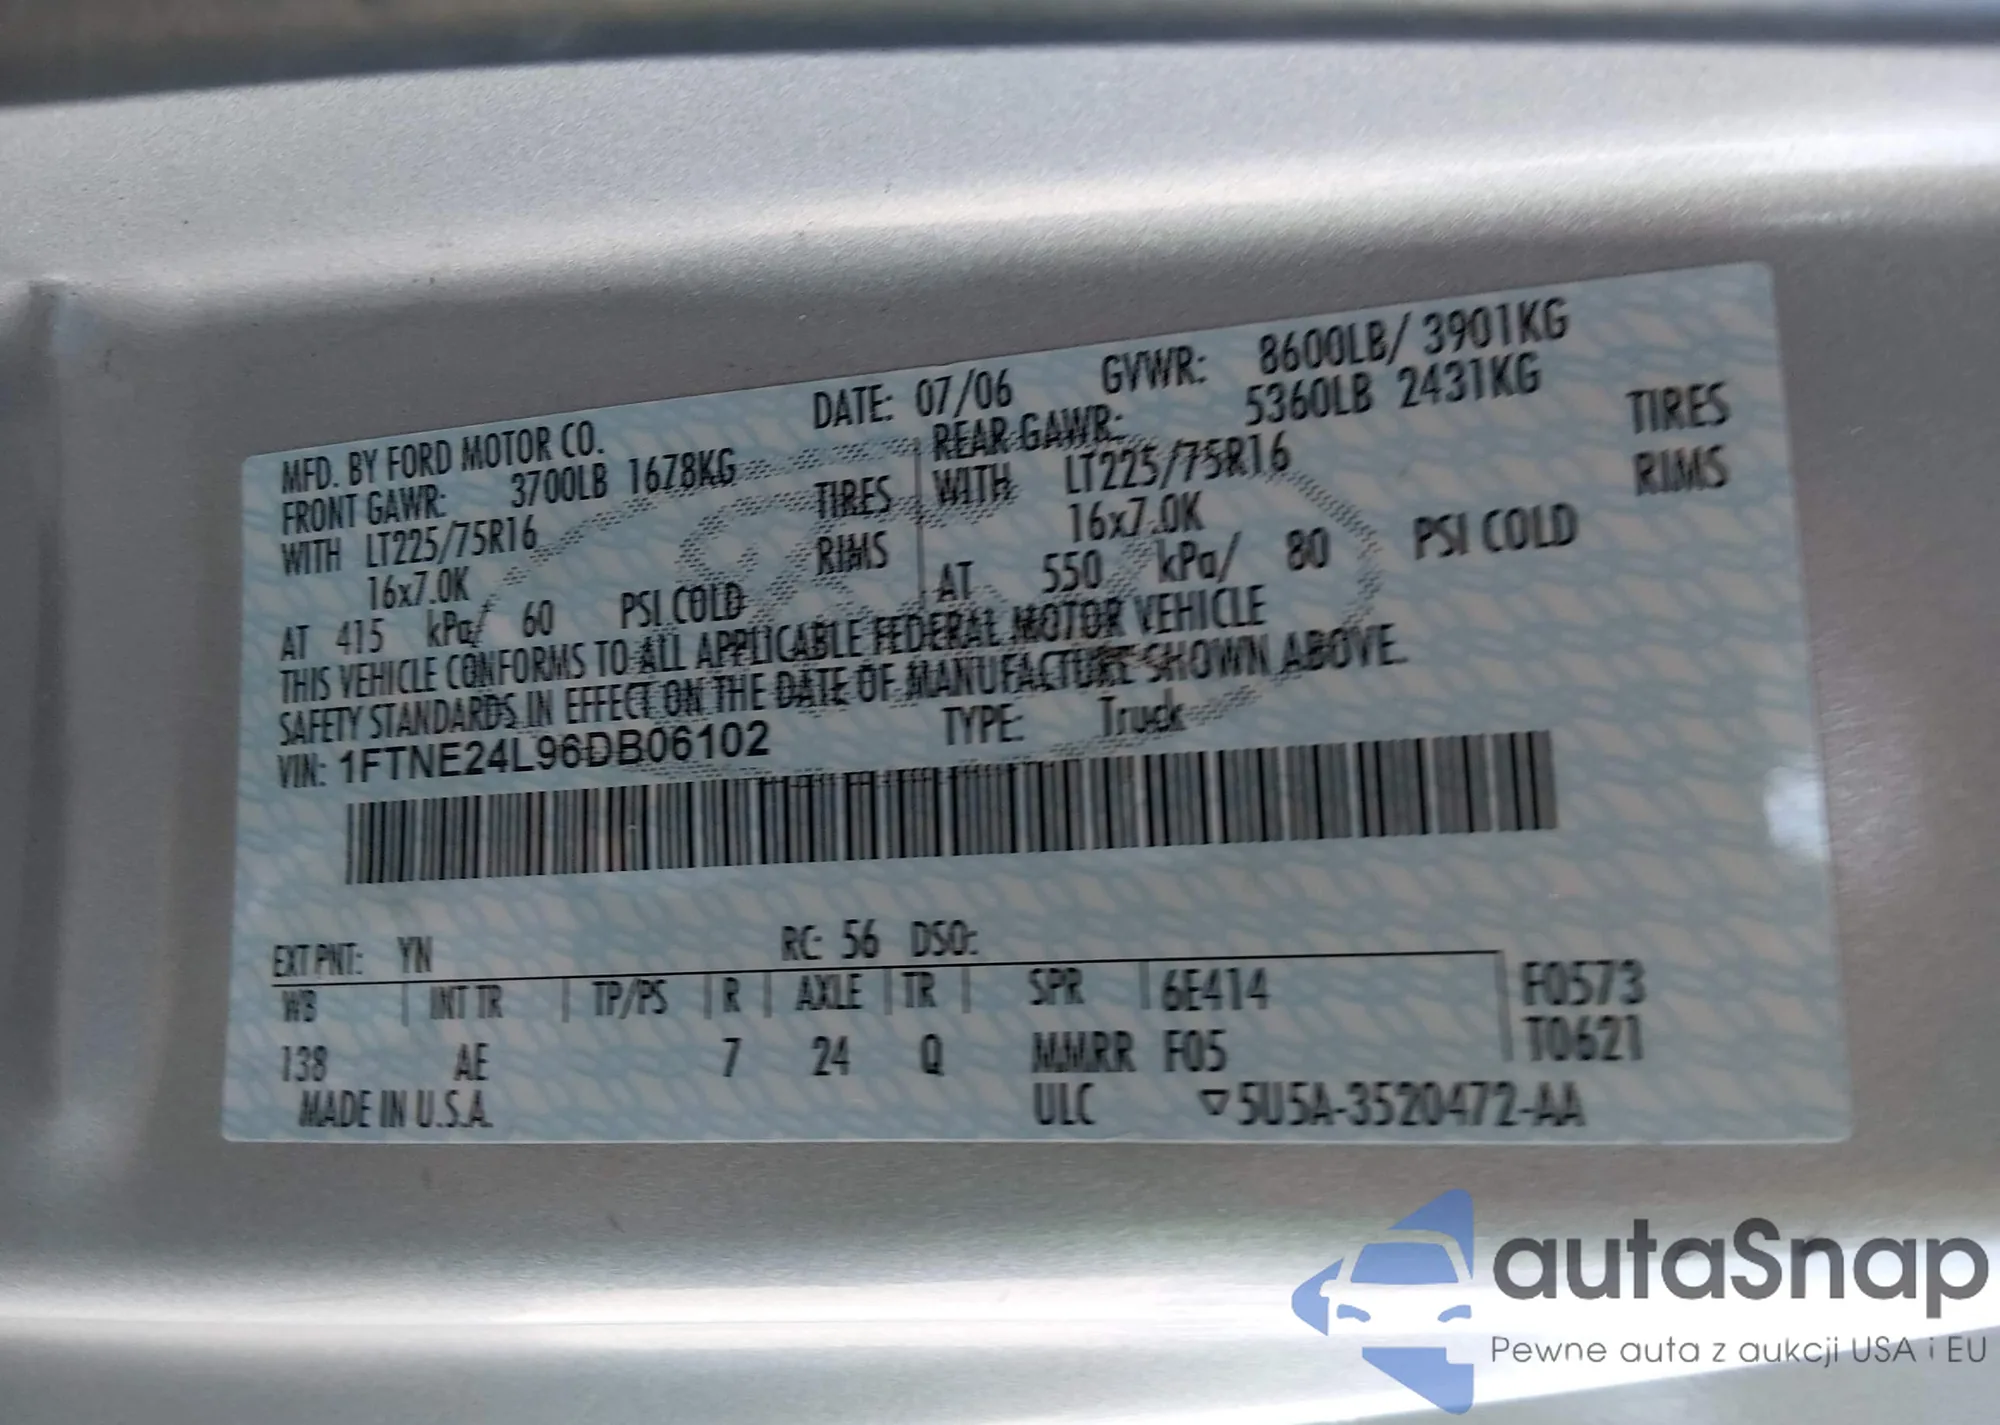 MFD. BY FORD MOTOR CO. DATE: 07/06 GVWR: 8600LB/ 3901KG
FRONT GAWR: 3700LB 1678KG REAR GAWR: 5360LB 2431KG
WITH LT225/75R16 TIRES WITH LT225/75R16 TIRES
16x7.0K RIMS 16x7.0K RIMS
AT 415 kPa/ 60 PSI COLD AT 550 kPa/ 80 PSI COLD
THIS VEHICLE CONFORMS TO ALL APPLICABLE FEDERAL MOTOR VEHICLE
SAFETY STANDARDS IN EFFECT ON THE DATE OF MANUFACTURE SHOWN ABOVE.
VIN: 1FTNE24L96DB06102 TYPE: Truck
EXT PNT: YN RC: 56 DSO:
WB INT TR TP/PS R AXLE TR SPR 6E414 F0573
138 AE 7 24 Q MMRR F05 T0621
MADE IN U.S.A. ULC ▽5U5A-3520472-AA
autaSnap
Pewne auta z aukcji USA i EU